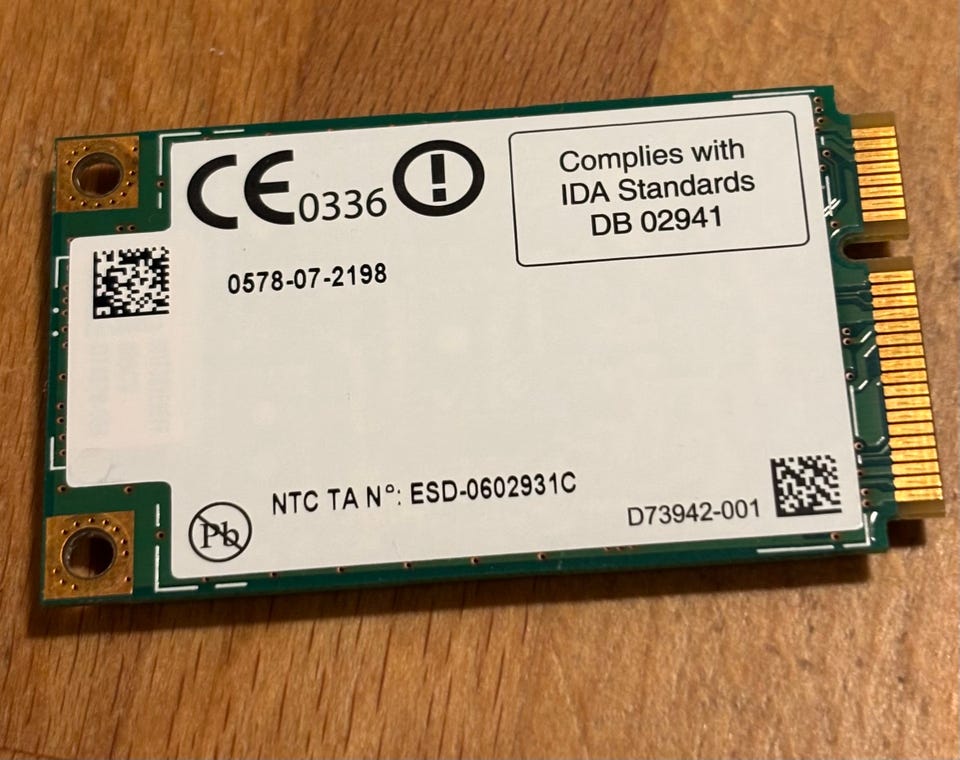 CE0336
Complies with
IDA Standards
DB 02941
0578-07-2198
NTC TA N°: ESD-0602931C
Pb
D73942-001